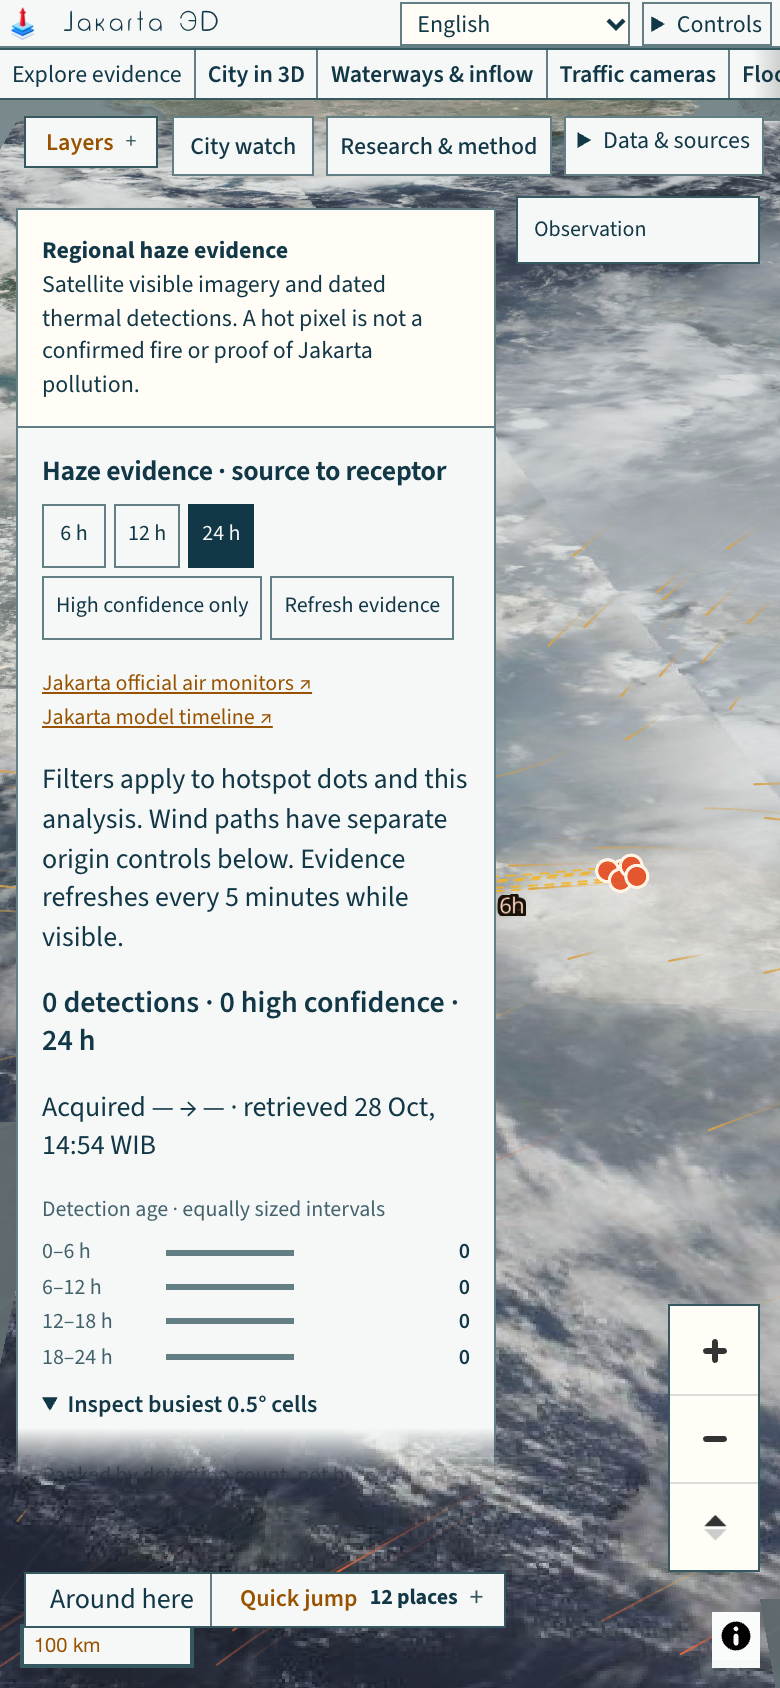 Jakarta 3D
English
▶ Controls
Explore evidence
City in 3D
Waterways & inflow
Traffic cameras
Layers +
City watch
Research & method
▶ Data & sources
Observation
Regional haze evidence
Satellite visible imagery and dated
thermal detections. A hot pixel is not a
confirmed fire or proof of Jakarta
pollution.
Haze evidence · source to receptor
6 h
12 h
24 h
High confidence only
Refresh evidence
Jakarta official air monitors ↗
Jakarta model timeline ↗
Filters apply to hotspot dots and this
analysis. Wind paths have separate
origin controls below. Evidence
refreshes every 5 minutes while
visible.
6h
0 detections · 0 high confidence ·
24 h
Acquired — → — · retrieved 28 Oct,
14:54 WIB
Detection age · equally sized intervals
0–6 h 0
6–12 h 0
12–18 h 0
18–24 h 0
▼ Inspect busiest 0.5° cells
Around here
Quick jump 12 places +
100 km